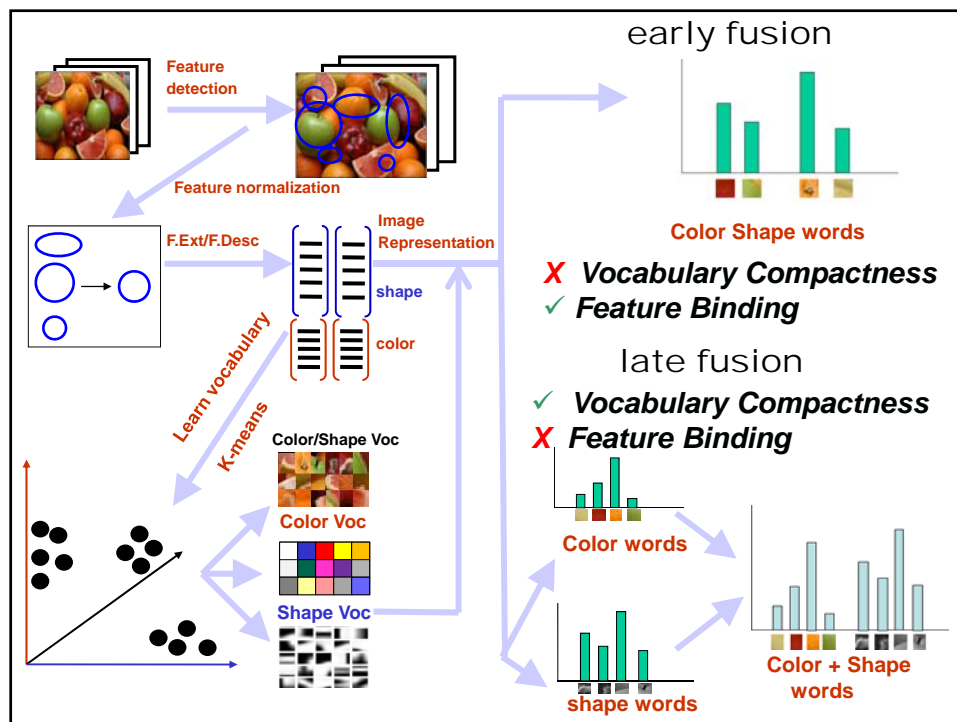 Feature
detection
Feature normalization
F.Ext/F.Desc
Image
Representation
shape
color
Learn vocabulary
K-means
Color/Shape Voc
Color Voc
Shape Voc
early fusion
Color Shape words
X Vocabulary Compactness
✓ Feature Binding
late fusion
✓ Vocabulary Compactness
X Feature Binding
Color words
shape words
Color + Shape
words